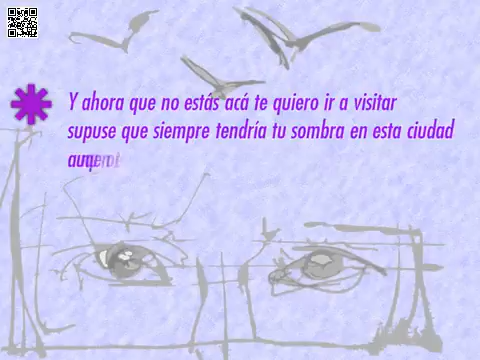 Y ahora que no estás acá te quiero ir a visitar
supuse que siempre tendría tu sombra en esta ciudad